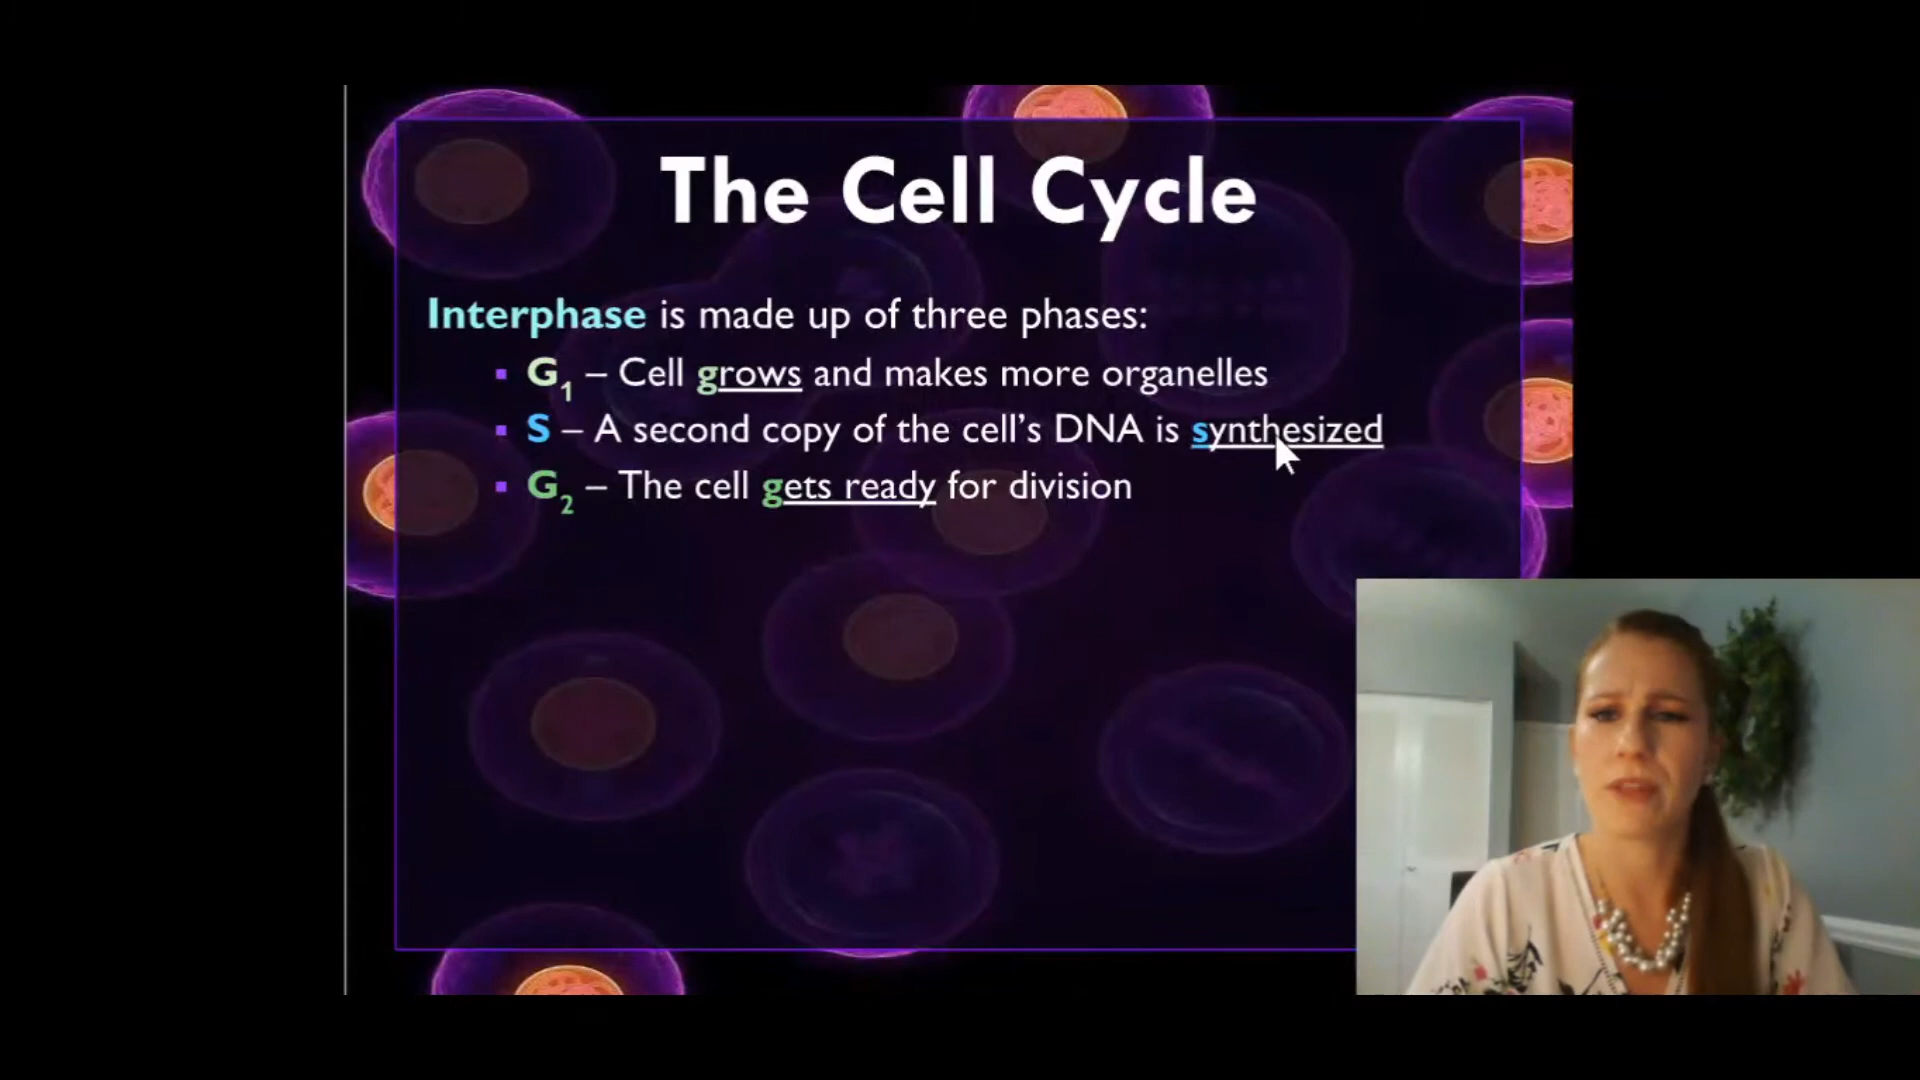 The Cell Cycle
Interphase is made up of three phases:
▪ G₁ – Cell grows and makes more organelles
▪ S – A second copy of the cell's DNA is synthesized
▪ G₂ – The cell gets ready for division